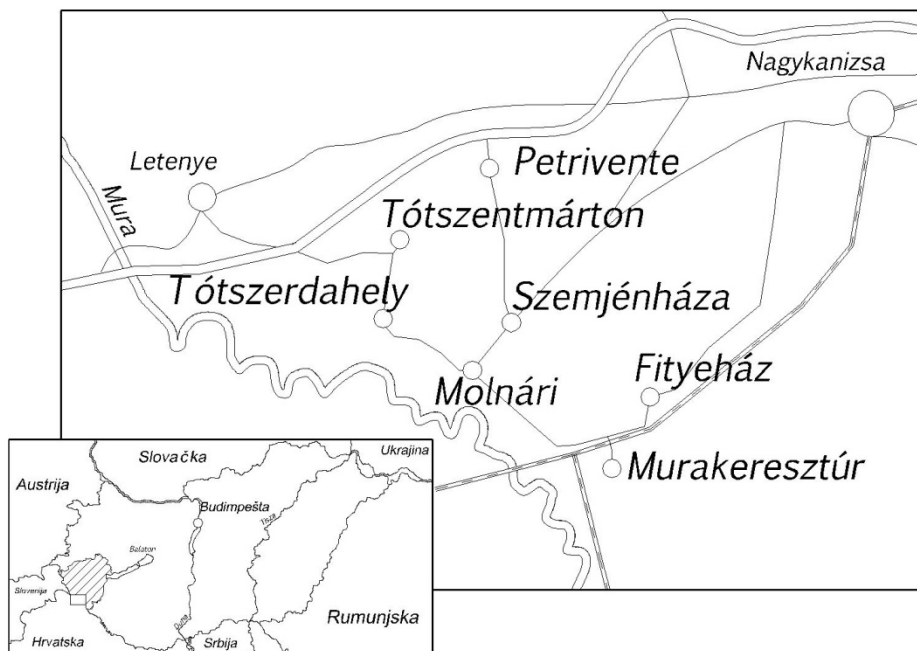 Nagykanizsa
Letenye
Petrivente
Mura
Tótszentmárton
Tótszerdahely
Szemjénháza
Molnári
Fityeház
Murakeresztúr
Slovačka
Ukrajina
Austrija
Budimpešta
Tisza
Balaton
Slovenija
Duna
Rumunjska
Hrvatska
Srbija